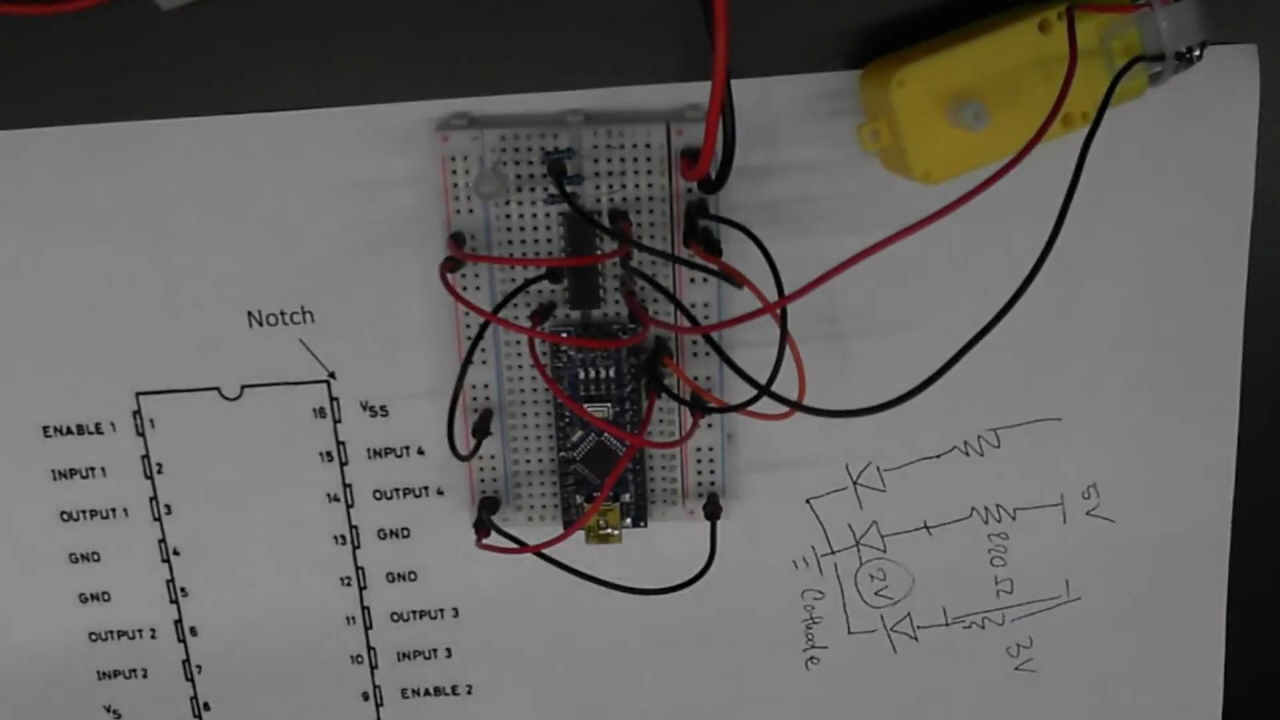 Notch
ENABLE 1 1 16 VSS
INPUT 1 2 15 INPUT 4
OUTPUT 1 3 14 OUTPUT 4
GND 4 13 GND
GND 5 12 GND
OUTPUT 2 6 11 OUTPUT 3
INPUT 2 7 10 INPUT 3
VS 8 9 ENABLE 2
5V
220Ω
2V
Cathode
3V